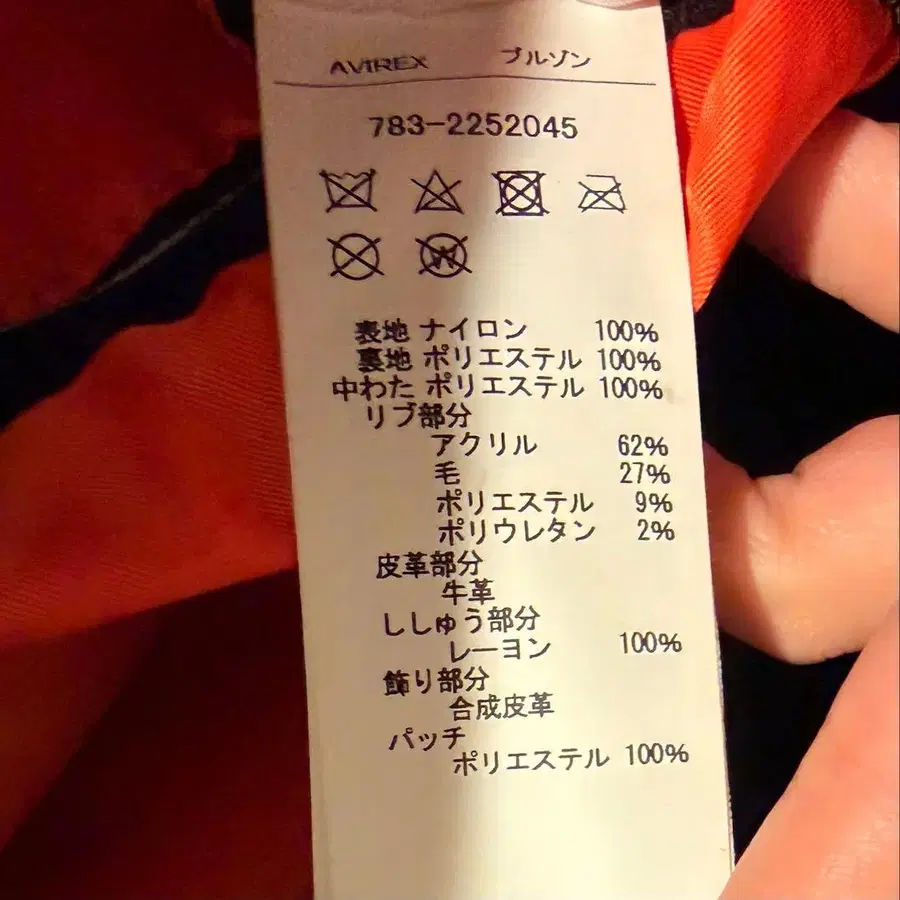 AVIREX ブルゾン
783-2252045
W
表地 ナイロン 100%
裏地 ポリエステル 100%
中わた ポリエステル 100%
リブ部分
アクリル 62%
毛 27%
ポリエステル 9%
ポリウレタン 2%
皮革部分
牛革
ししゅう部分
レーヨン 100%
飾り部分
合成皮革
パッチ
ポリエステル 100%